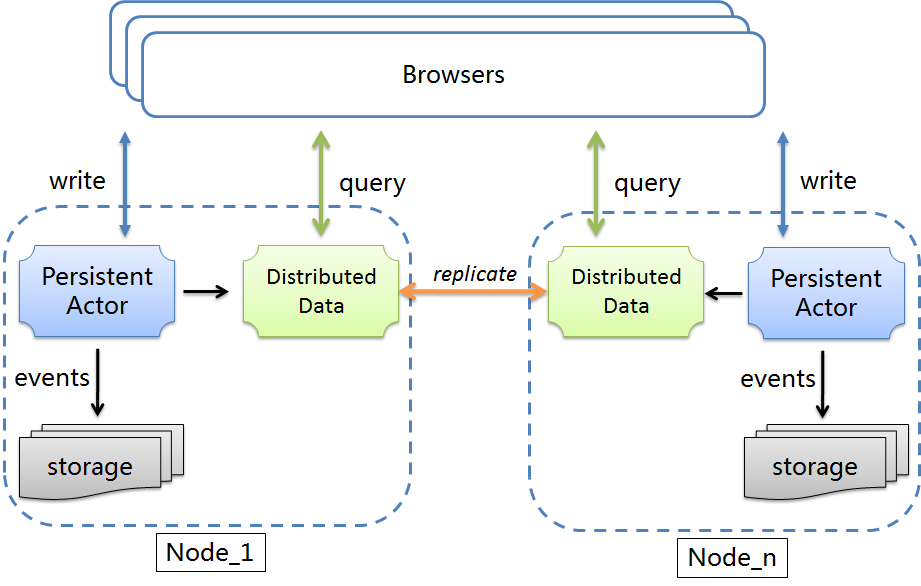 Browsers
write
query
query
write
Persistent
Actor
Distributed
Data
replicate
Distributed
Data
Persistent
Actor
events
events
storage
storage
Node_1
Node_n